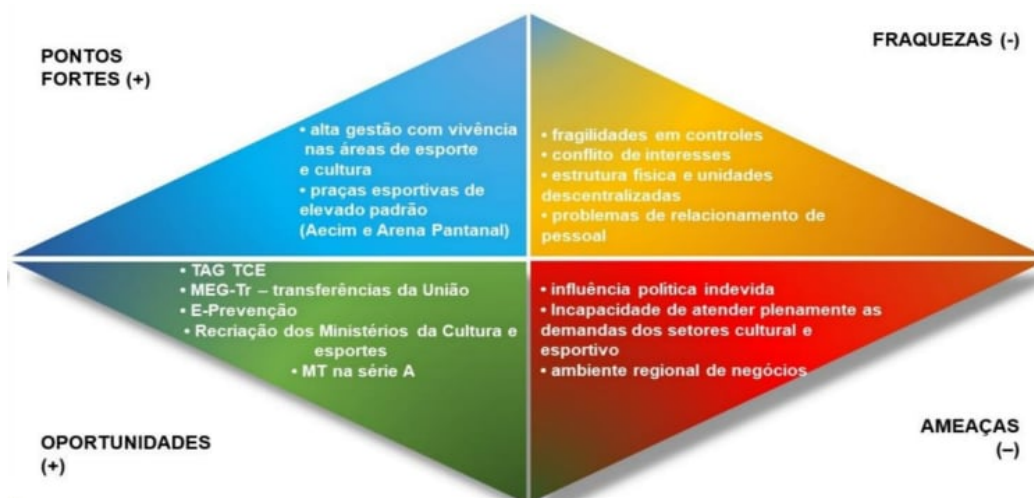 PONTOS
FORTES (+)
• alta gestão com vivência
nas áreas de esporte
e cultura
• praças esportivas de
elevado padrão
(Aecim e Arena Pantanal)
FRAQUEZAS (-)
• fragilidades em controles
• conflito de interesses
• estrutura física e unidades
descentralizadas
• problemas de relacionamento de
pessoal
• TAG TCE
• MEG-Tr – transferências da União
• E-Prevenção
• Recriação dos Ministérios da Cultura e
esportes
• MT na série A
OPORTUNIDADES
(+)
• influência política indevida
• Incapacidade de atender plenamente as
demandas dos setores cultural e
esportivo
• ambiente regional de negócios
AMEAÇAS
(–)